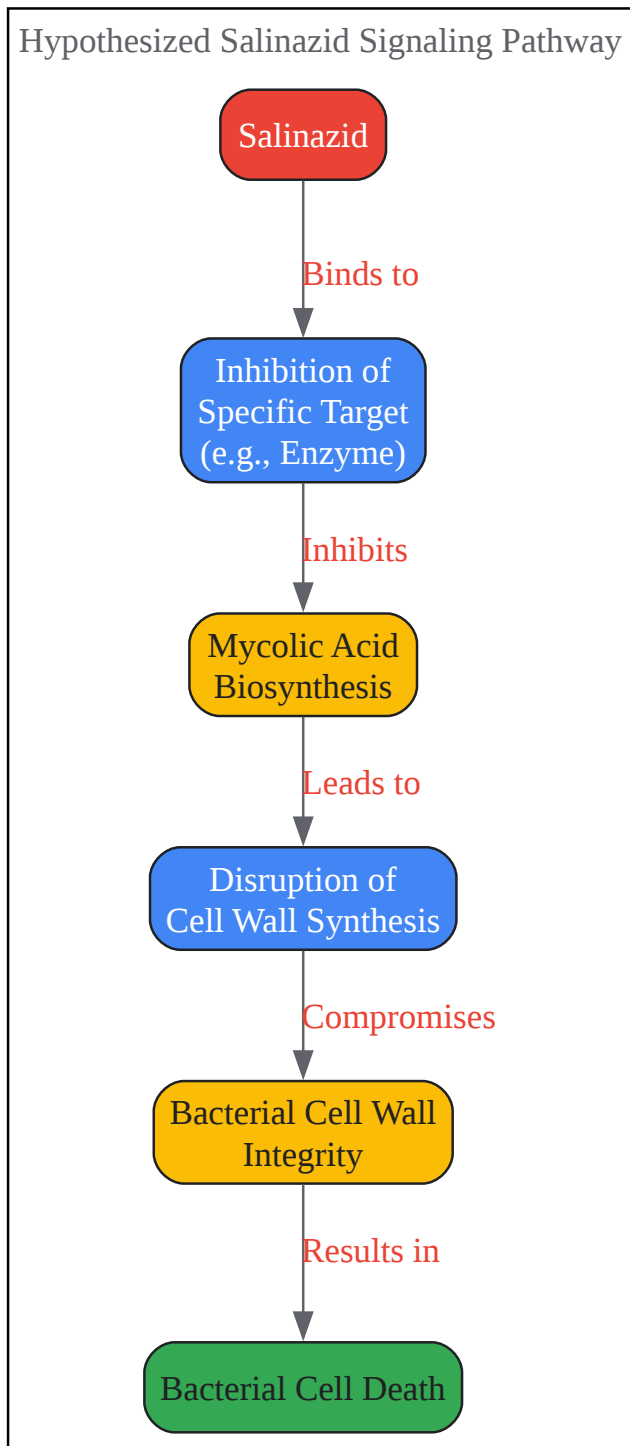 Hypothesized Salinazid Signaling Pathway
Salinazid
Binds to
Inhibition of
Specific Target
(e.g., Enzyme)
Inhibits
Mycolic Acid
Biosynthesis
Leads to
Disruption of
Cell Wall Synthesis
Compromises
Bacterial Cell Wall
Integrity
Results in
Bacterial Cell Death